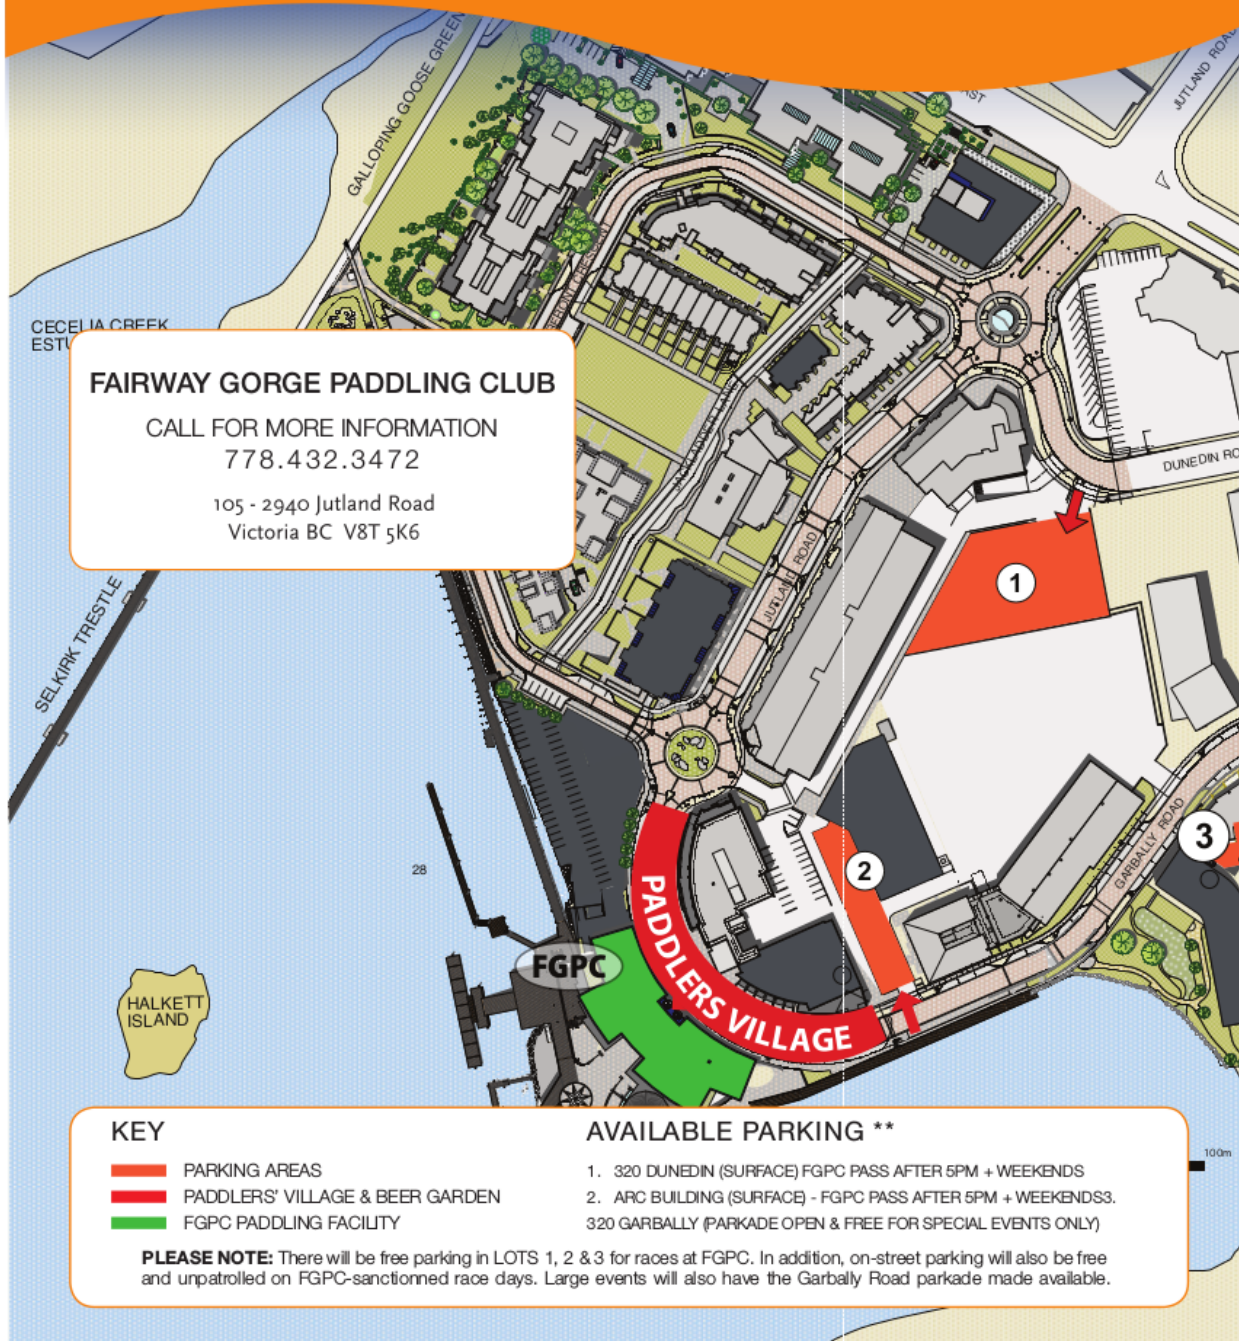 JUTLAND ROAD
GALLOPING GOOSE GREEN
CECELIA CREEK
FAIRWAY GORGE PADDLING CLUB
CALL FOR MORE INFORMATION
778.432.3472
105 - 2940 Jutland Road
Victoria BC V8T 5K6
DUNEDIN RO
1
JUTLAND ROAD
SELKIRK TRESTLE
GARBALLY ROAD
3
2
28
PADDLERS VILLAGE
FGPC
HALKETT
ISLAND
KEY
PARKING AREAS
PADDLERS' VILLAGE & BEER GARDEN
FGPC PADDLING FACILITY
AVAILABLE PARKING **
1. 320 DUNEDIN (SURFACE) FGPC PASS AFTER 5PM + WEEKENDS
2. ARC BUILDING (SURFACE) - FGPC PASS AFTER 5PM + WEEKENDS3.
320 GARBALLY (PARKADE OPEN & FREE FOR SPECIAL EVENTS ONLY)
100m
PLEASE NOTE: There will be free parking in LOTS 1, 2 & 3 for races at FGPC. In addition, on-street parking will also be free
and unpatrolled on FGPC-sanctionned race days. Large events will also have the Garbally Road parkade made available.